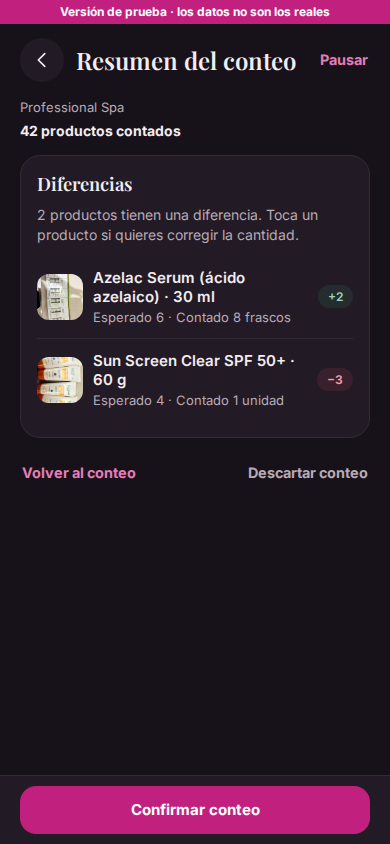 Versión de prueba · los datos no son los reales
Resumen del conteo
Pausar
Professional Spa
42 productos contados
Diferencias
2 productos tienen una diferencia. Toca un
producto si quieres corregir la cantidad.
Azelac Serum (ácido
azelaico) · 30 ml
+2
Esperado 6 · Contado 8 frascos
Sun Screen Clear SPF 50+ ·
60 g
−3
Esperado 4 · Contado 1 unidad
Volver al conteo
Descartar conteo
Confirmar conteo